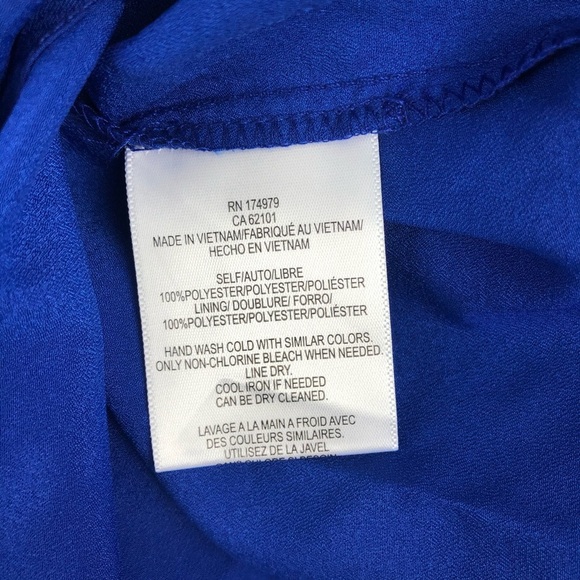 RN 174979
CA 62101
MADE IN VIETNAM/FABRIQUÉ AU VIETNAM/
HECHO EN VIETNAM
SELF/AUTO/LIBRE
100%POLYESTER/POLYESTER/POLIÉSTER
LINING/ DOUBLURE/ FORRO/
100%POLYESTER/POLYESTER/POLIÉSTER
HAND WASH COLD WITH SIMILAR COLORS.
ONLY NON-CHLORINE BLEACH WHEN NEEDED.
LINE DRY.
COOL IRON IF NEEDED
CAN BE DRY CLEANED.
LAVAGE A LA MAIN A FROID AVEC
DES COULEURS SIMILAIRES.
UTILISEZ DE LA JAVEL